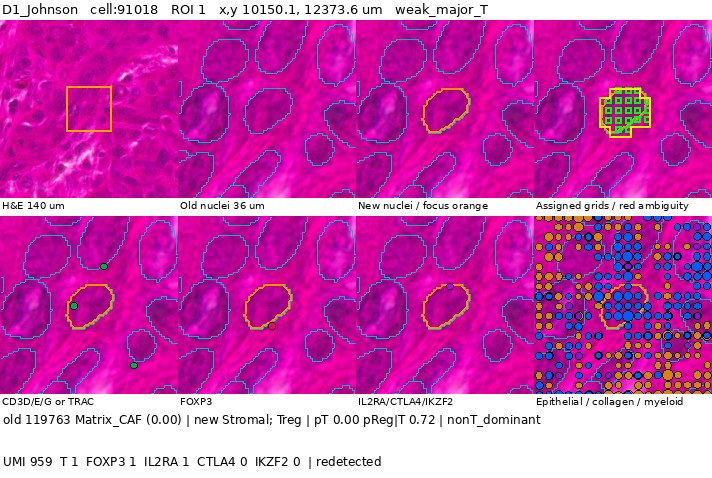 D1_Johnson   cell:91018   ROI 1   x,y 10150.1, 12373.6 um   weak_major_T
H&E 140 um
Old nuclei 36 um
New nuclei / focus orange
Assigned grids / red ambiguity
CD3D/E/G or TRAC
FOXP3
IL2RA/CTLA4/IKZF2
Epithelial / collagen / myeloid
old 119763 Matrix_CAF (0.00) | new Stromal; Treg | pT 0.00 pReg|T 0.72 | nonT_dominant
UMI 959  T 1  FOXP3 1  IL2RA 1  CTLA4 0  IKZF2 0  | redetected